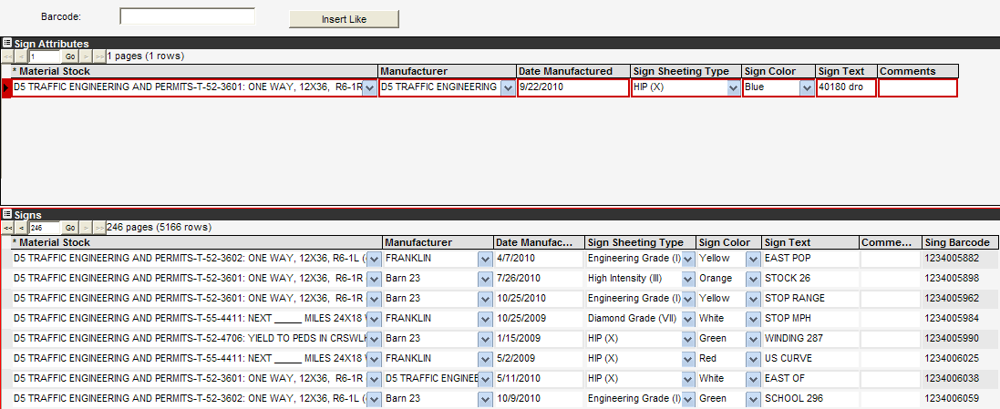 Barcode: Insert Like
Sign Attributes
<< < 1 Go > >> 1 pages (1 rows)
* Material Stock Manufacturer Date Manufactured Sign Sheeting Type Sign Color Sign Text Comments
D5 TRAFFIC ENGINEERING AND PERMITS-T-52-3601: ONE WAY, 12X36, R6-1R D5 TRAFFIC ENGINEERING 9/22/2010 HIP (X) Blue 40180 dro
Signs
<< < 246 Go > >> 246 pages (5166 rows)
* Material Stock Manufacturer Date Manufac... Sign Sheeting Type Sign Color Sign Text Comme... Sing Barcode
D5 TRAFFIC ENGINEERING AND PERMITS-T-52-3602: ONE WAY, 12X36, R6-1L ( FRANKLIN 4/7/2010 Engineering Grade (I) Yellow EAST POP 1234005882
D5 TRAFFIC ENGINEERING AND PERMITS-T-52-3601: ONE WAY, 12X36, R6-1R Barn 23 7/26/2010 High Intensity (III) Orange STOCK 26 1234005898
D5 TRAFFIC ENGINEERING AND PERMITS-T-52-3601: ONE WAY, 12X36, R6-1R Barn 23 10/25/2010 Engineering Grade (I) Yellow STOP RANGE 1234005962
D5 TRAFFIC ENGINEERING AND PERMITS-T-55-4411: NEXT _____ MILES 24X18 FRANKLIN 10/25/2009 Diamond Grade (VII) White STOP MPH 1234005984
D5 TRAFFIC ENGINEERING AND PERMITS-T-52-4706: YIELD TO PEDS IN CRSWL Barn 23 1/15/2009 HIP (X) Green WINDING 287 1234005990
D5 TRAFFIC ENGINEERING AND PERMITS-T-55-4411: NEXT _____ MILES 24X18 FRANKLIN 5/2/2009 HIP (X) Red US CURVE 1234006025
D5 TRAFFIC ENGINEERING AND PERMITS-T-52-3601: ONE WAY, 12X36, R6-1R D5 TRAFFIC ENGINEE 5/11/2010 HIP (X) White EAST OF 1234006038
D5 TRAFFIC ENGINEERING AND PERMITS-T-52-3602: ONE WAY, 12X36, R6-1L ( Barn 23 10/9/2010 Engineering Grade (I) Green SCHOOL 296 1234006059